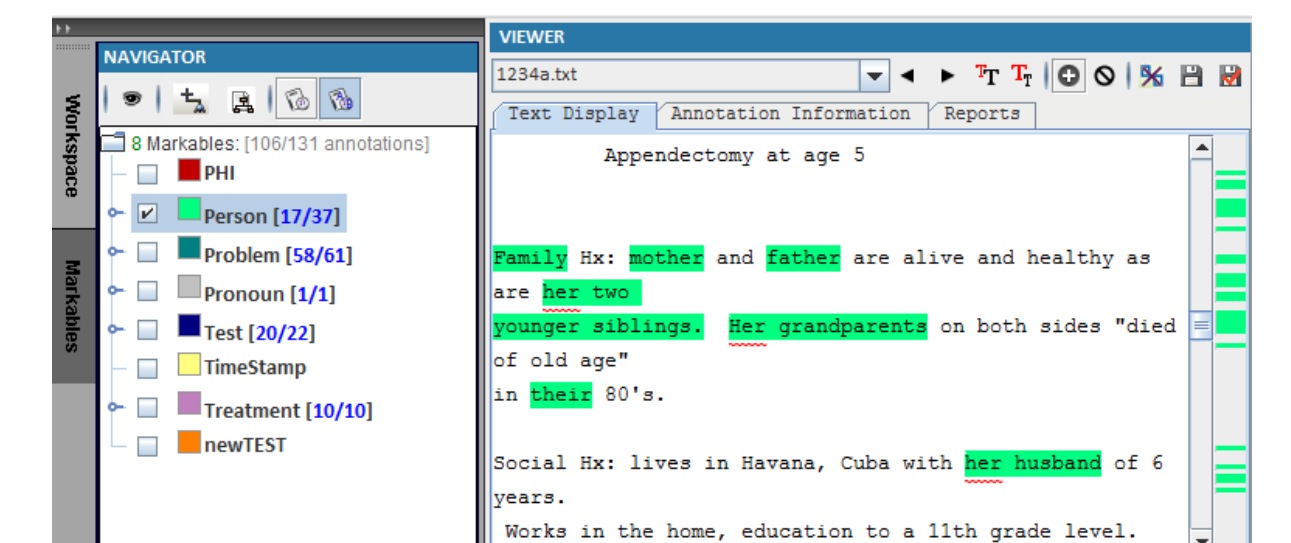 VIEWER
NAVIGATOR
1234a.txt
Workspace
Markables
Text Display Annotation Information Reports
8 Markables: [106/131 annotations]
PHI
Person [17/37]
Problem [58/61]
Pronoun [1/1]
Test [20/22]
TimeStamp
Treatment [10/10]
newTEST
Appendectomy at age 5
Family Hx: mother and father are alive and healthy as
are her two
younger siblings. Her grandparents on both sides "died
of old age"
in their 80's.
Social Hx: lives in Havana, Cuba with her husband of 6
years.
Works in the home, education to a 11th grade level.